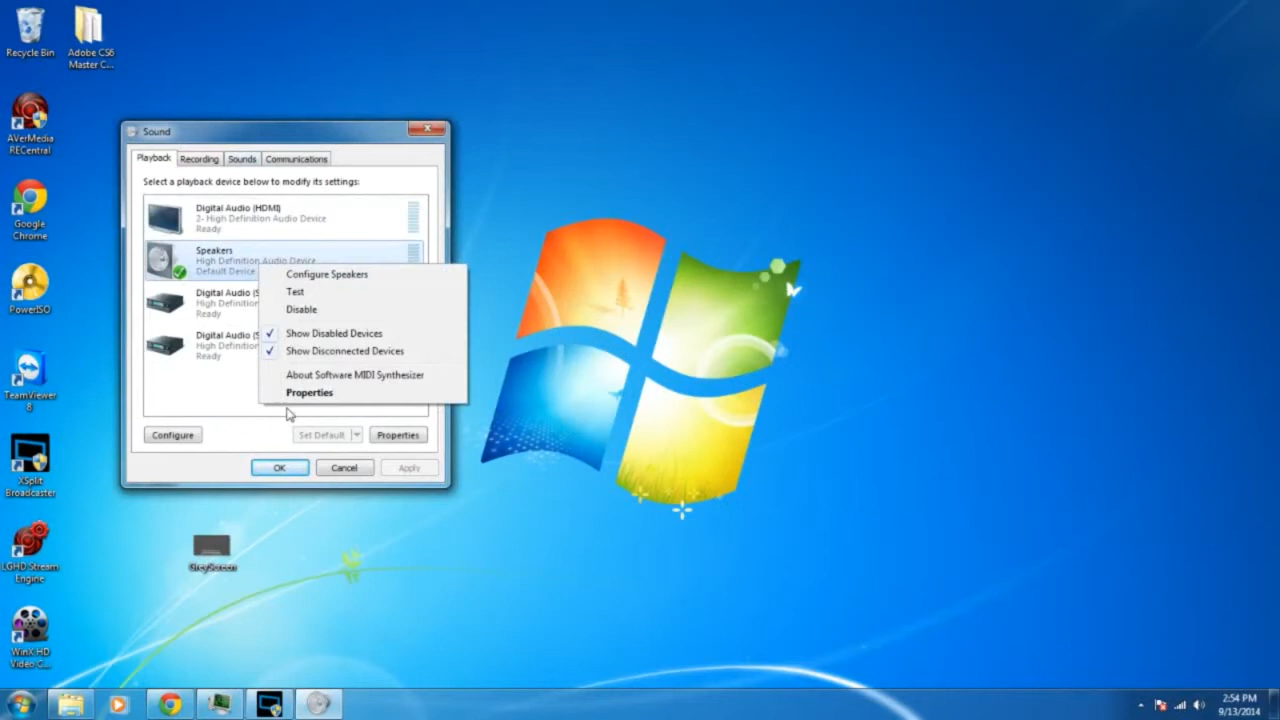 Recycle Bin
Adobe CS6
Master C...
AVerMedia
RECentral
Google
Chrome
PowerISO
TeamViewer
8
XSplit
Broadcaster
LGHD Stream
Engine
WinX HD
Video C...
Sound
Playback
Recording
Sounds
Communications
Select a playback device below to modify its settings:
Digital Audio (HDMI)
2- High Definition Audio Device
Ready
Speakers
High Definition Audio Device
Default Device
Digital Audio (S
High Definition
Ready
Digital Audio (S
High Definition
Ready
Configure Speakers
Test
Disable
Show Disabled Devices
Show Disconnected Devices
About Software MIDI Synthesizer
Properties
Configure
Set Default
Properties
OK
Cancel
Apply
GreyScreen
2:54 PM
9/13/2014